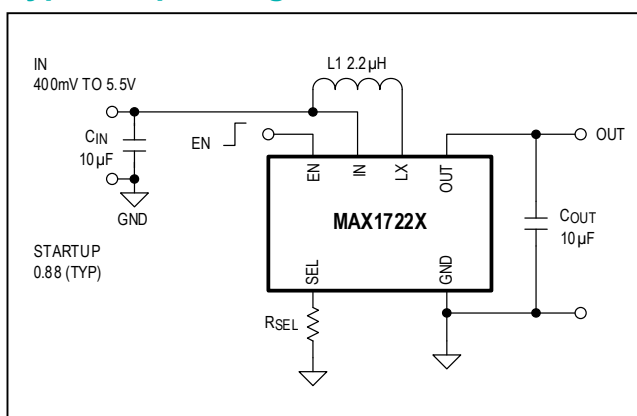 IN
400mV TO 5.5V
L1 2.2µH
CIN
10µF
EN
GND
EN
IN
LX
OUT
OUT
MAX1722X
COUT
10µF
STARTUP
0.88 (TYP)
SEL
GND
RSEL